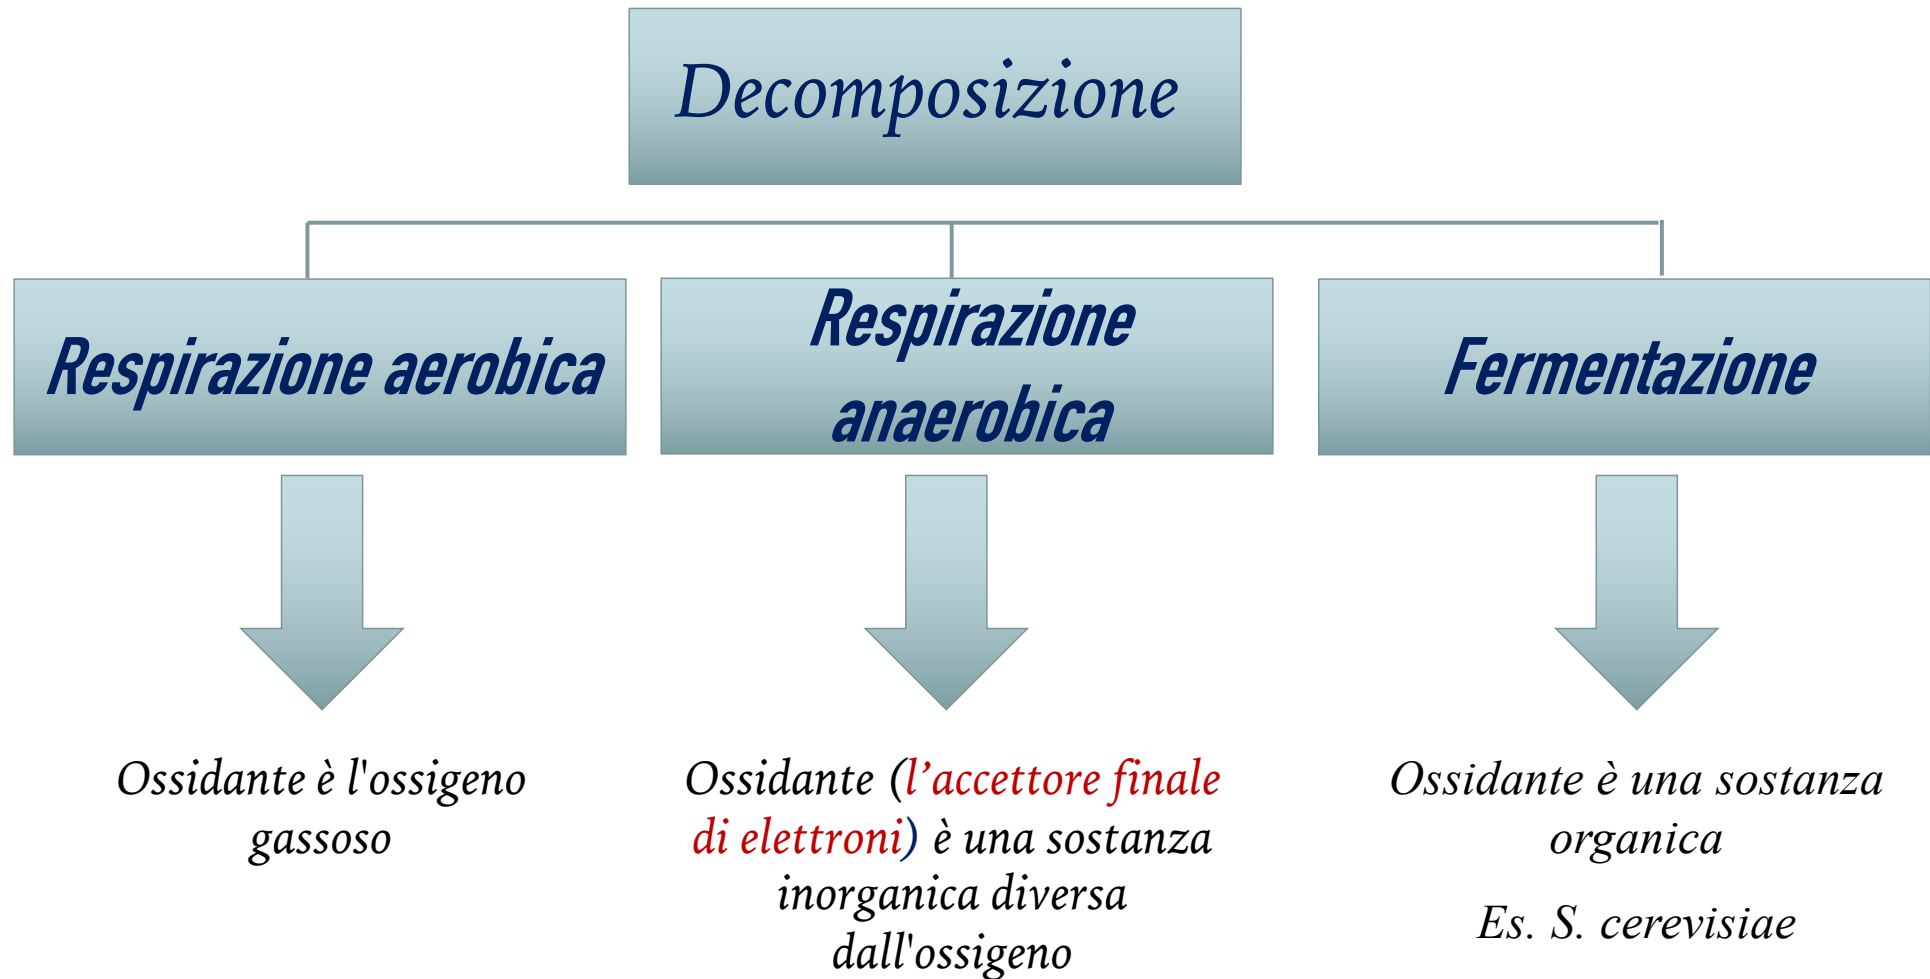 Decomposizione
Respirazione aerobica
Respirazione
anaerobica
Fermentazione
Ossidante è l'ossigeno
gassoso
Ossidante (l’accettore finale
di elettroni) è una sostanza
inorganica diversa
dall'ossigeno
Ossidante è una sostanza
organica
Es. S. cerevisiae